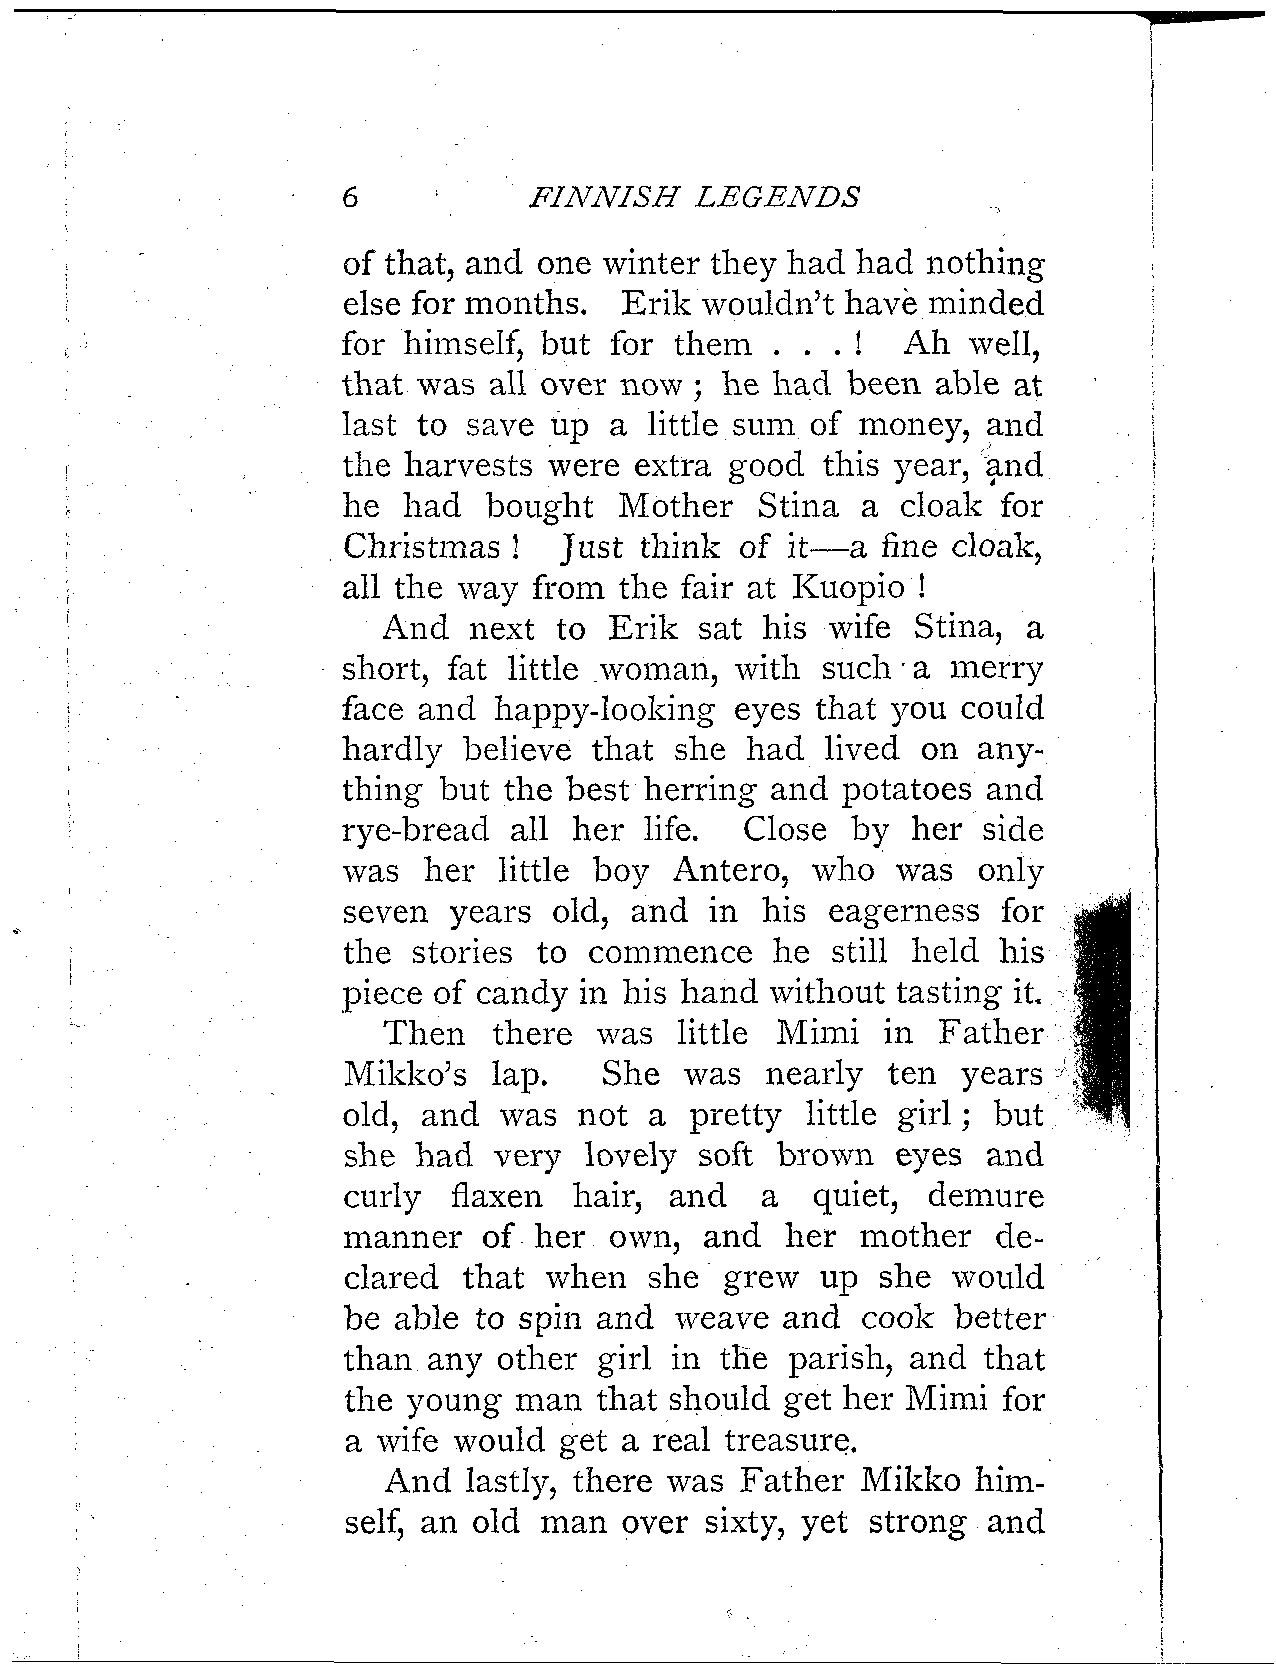 6 FINNISH LEGENDS
of that, and one winter they had had nothing
else for months. Erik wouldn't have minded
for himself, but for them . . . ! Ah well,
that was all over now ; he had been able at
last to save up a little sum of money, and
the harvests were extra good this year, and
he had bought Mother Stina a cloak for
Christmas ! Just think of it—a fine cloak,
all the way from the fair at Kuopio !
And next to Erik sat his wife Stina, a
short, fat little woman, with such a merry
face and happy-looking eyes that you could
hardly believe that she had lived on any-
thing but the best herring and potatoes and
rye-bread all her life. Close by her side
was her little boy Antero, who was only
seven years old, and in his eagerness for
the stories to commence he still held his
piece of candy in his hand without tasting it.
Then there was little Mimi in Father
Mikko's lap. She was nearly ten years
old, and was not a pretty little girl ; but
she had very lovely soft brown eyes and
curly flaxen hair, and a quiet, demure
manner of her own, and her mother de-
clared that when she grew up she would
be able to spin and weave and cook better
than any other girl in the parish, and that
the young man that should get her Mimi for
a wife would get a real treasure.
And lastly, there was Father Mikko him-
self, an old man over sixty, yet strong and